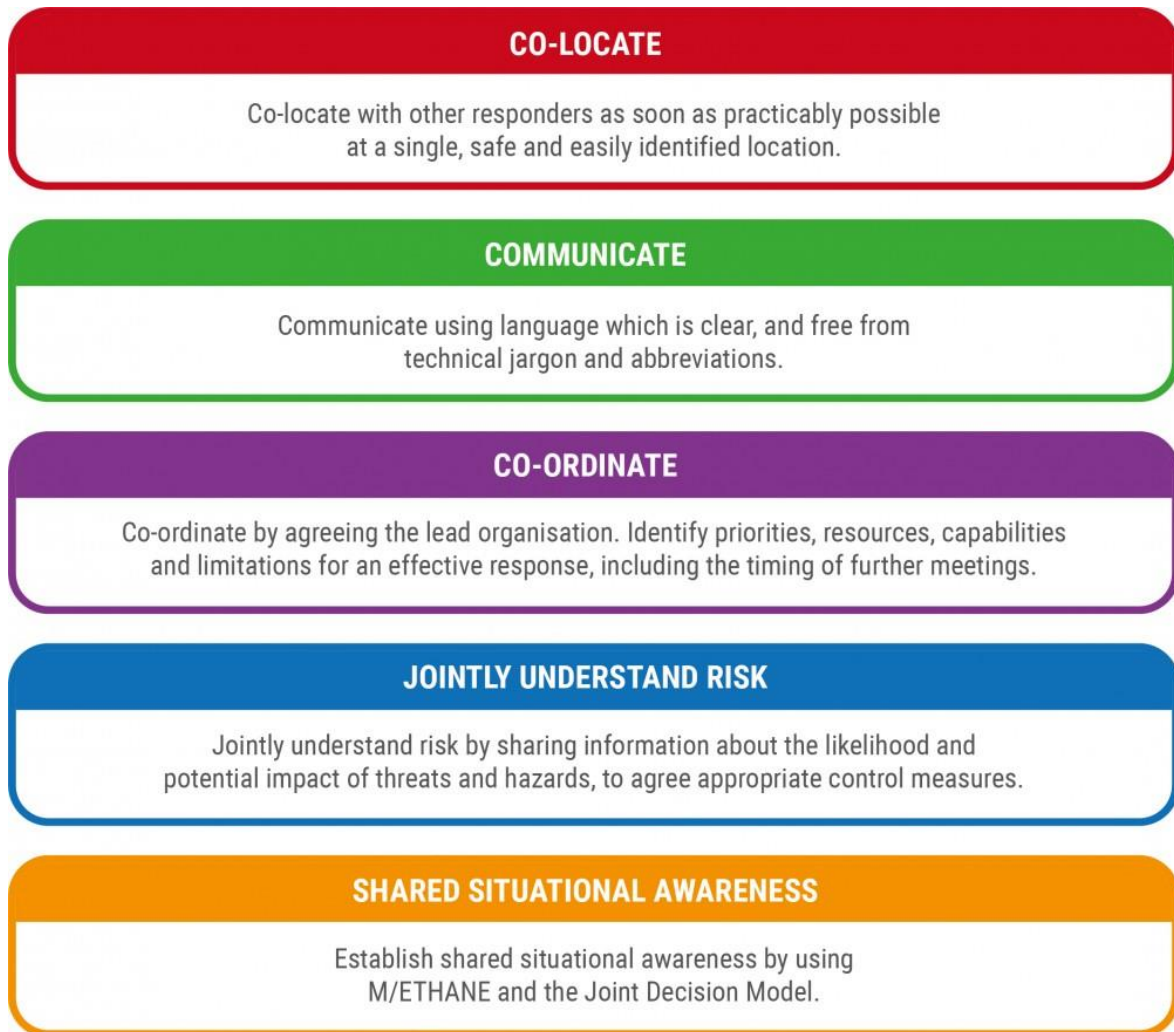 CO-LOCATE
Co-locate with other responders as soon as practicably possible
at a single, safe and easily identified location.
COMMUNICATE
Communicate using language which is clear, and free from
technical jargon and abbreviations.
CO-ORDINATE
Co-ordinate by agreeing the lead organisation. Identify priorities, resources, capabilities
and limitations for an effective response, including the timing of further meetings.
JOINTLY UNDERSTAND RISK
Jointly understand risk by sharing information about the likelihood and
potential impact of threats and hazards, to agree appropriate control measures.
SHARED SITUATIONAL AWARENESS
Establish shared situational awareness by using
M/ETHANE and the Joint Decision Model.